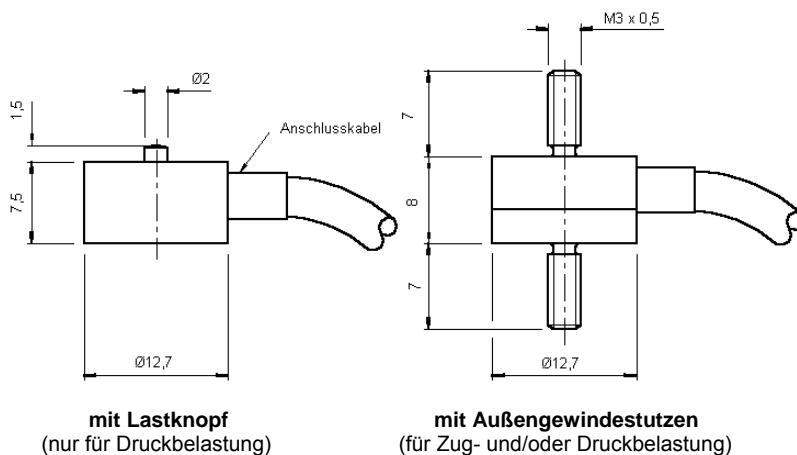 M3 x 0,5
Ø2
1,5
Anschlusskabel
7
7,5
8
7
Ø12,7
Ø12,7
mit Lastknopf
(nur für Druckbelastung)
mit Außengewindestutzen
(für Zug- und/oder Druckbelastung)